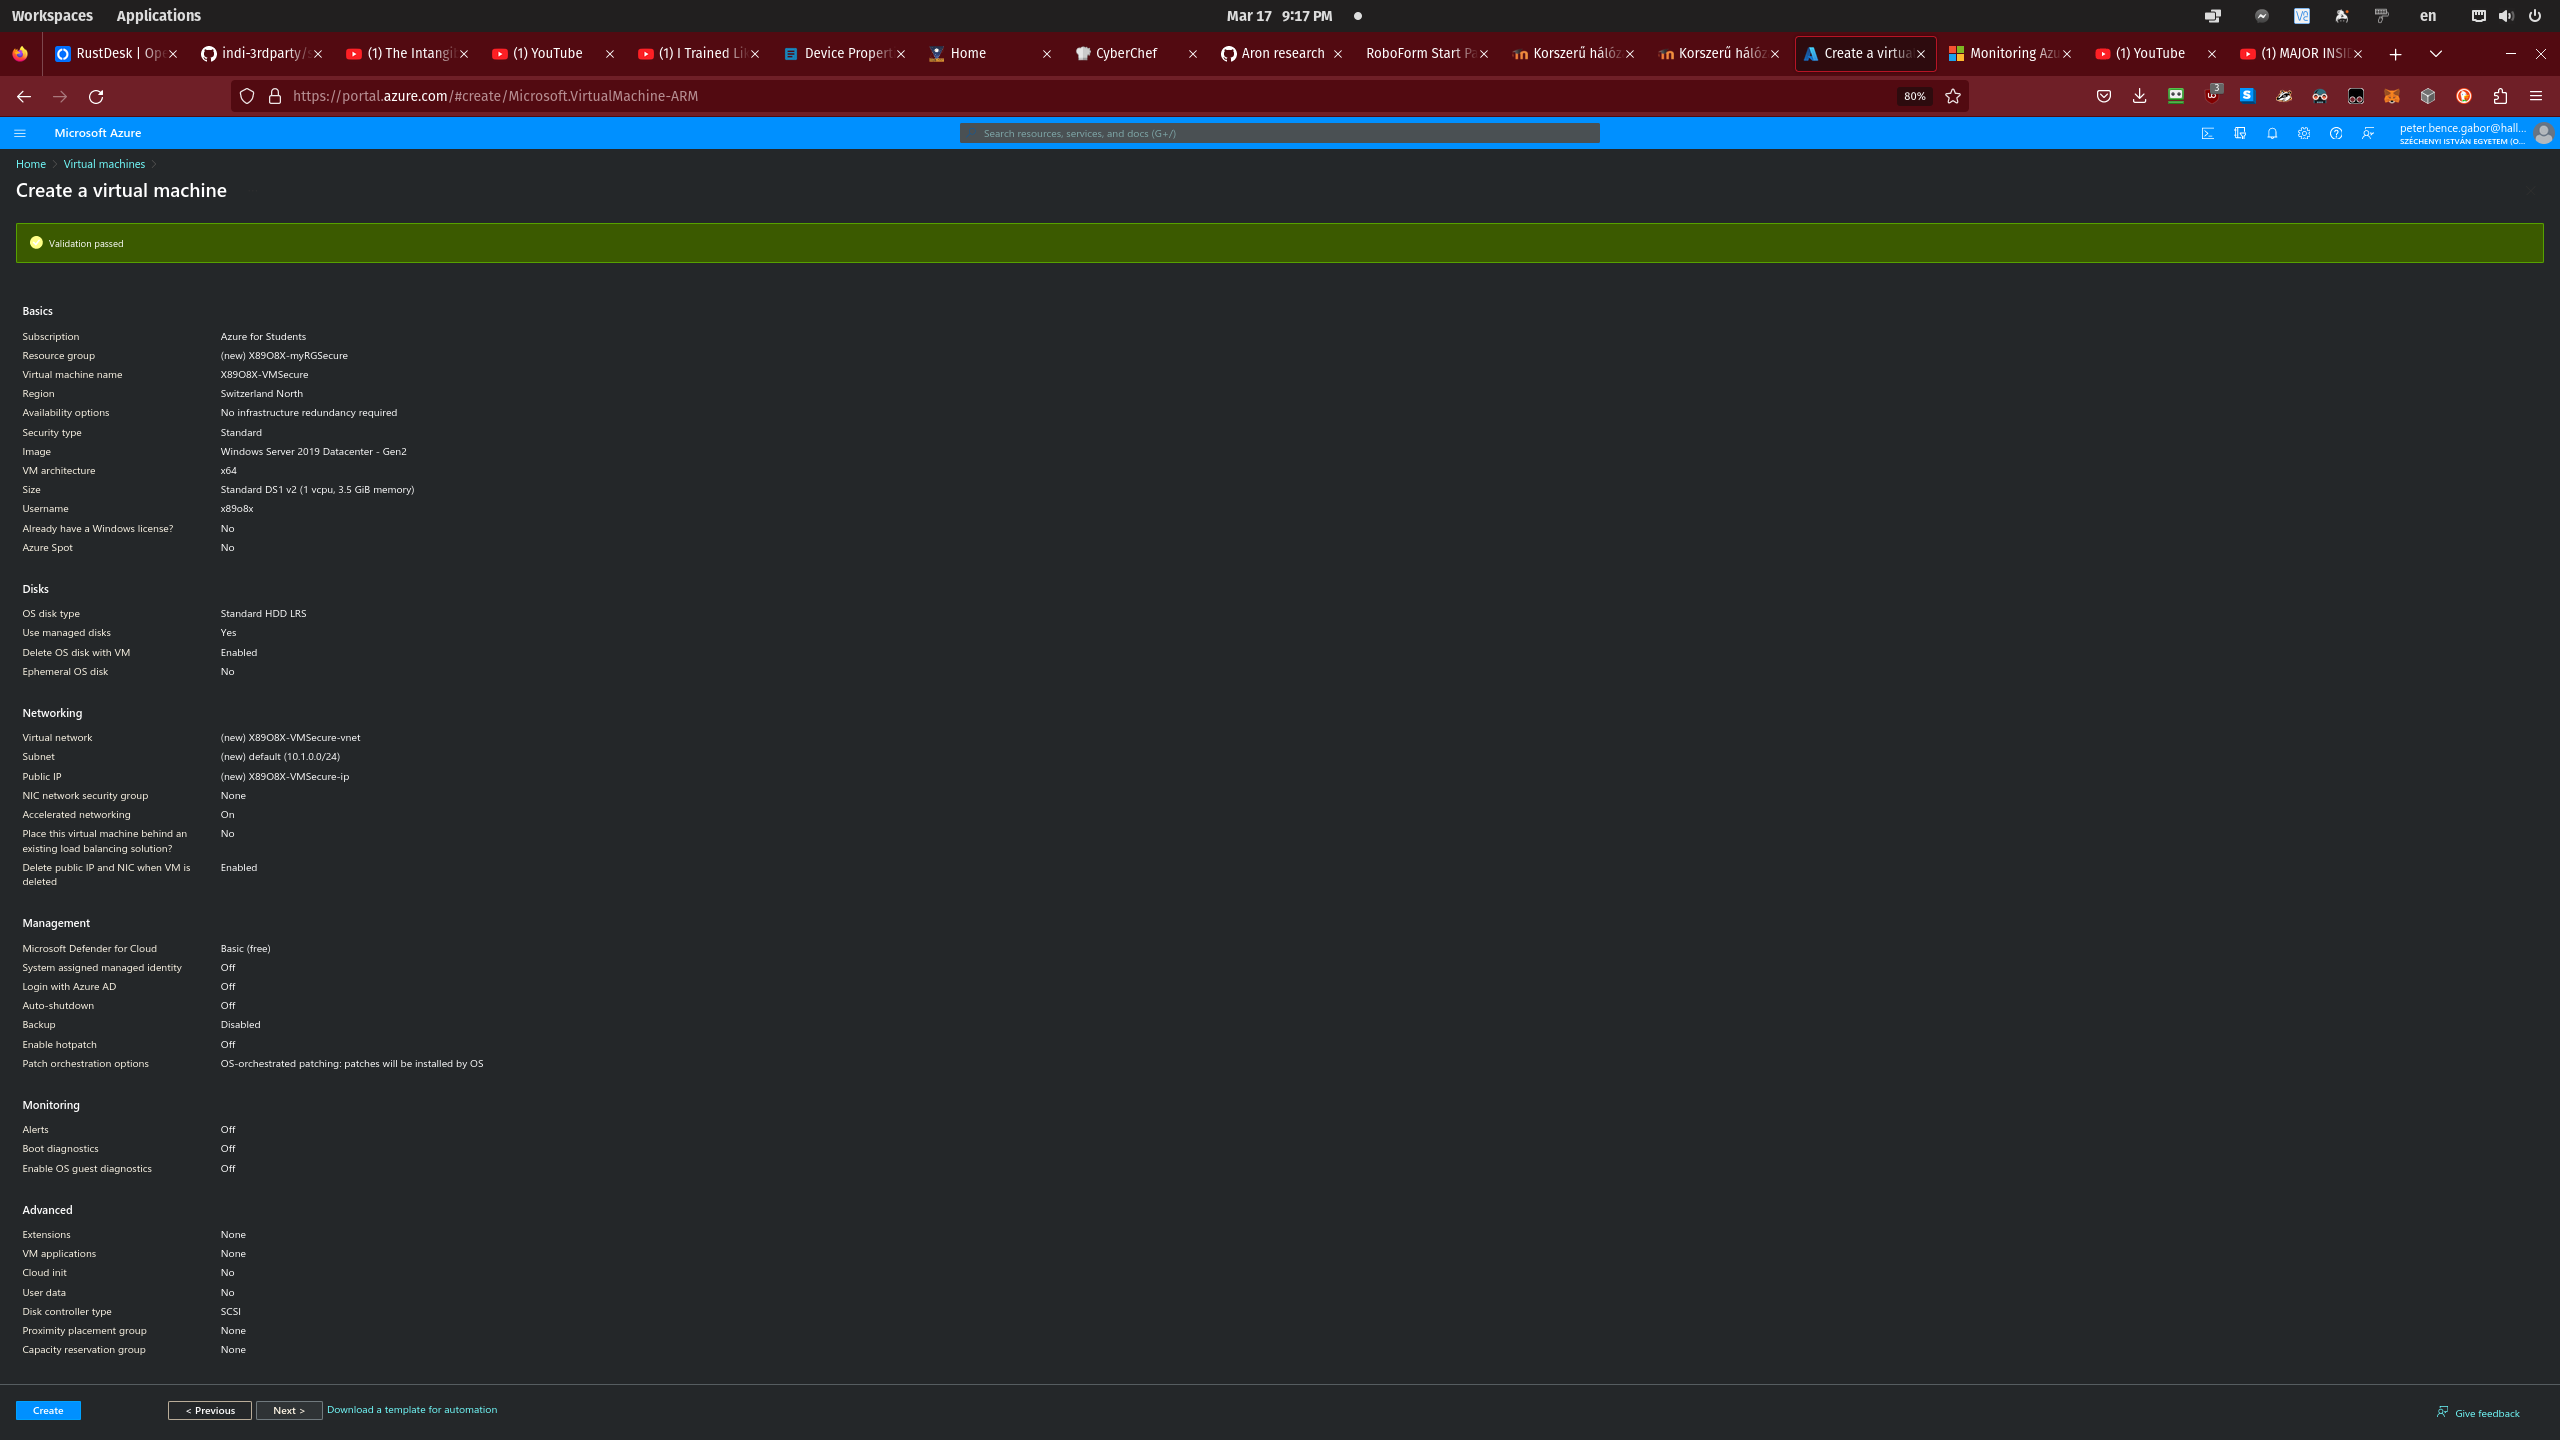 Workspaces Applications Mar 17 9:17 PM en
RustDesk | Ope indi-3rdparty/s (1) The Intangib (1) YouTube (1) I Trained Lik Device Propert Home CyberChef Aron research RoboForm Start Pa Korszerű hálóz Korszerű hálóz Create a virtua Monitoring Azu (1) YouTube (1) MAJOR INSID
https://portal.azure.com/#create/Microsoft.VirtualMachine-ARM 80% 3
Microsoft Azure Search resources, services, and docs (G+/) peter.bence.gabor@hall...
SZÉCHENYI ISTVÁN EGYETEM (O...
Home > Virtual machines >
Create a virtual machine
Validation passed
Basics
Subscription Azure for Students
Resource group (new) X89O8X-myRGSecure
Virtual machine name X89O8X-VMSecure
Region Switzerland North
Availability options No infrastructure redundancy required
Security type Standard
Image Windows Server 2019 Datacenter - Gen2
VM architecture x64
Size Standard DS1 v2 (1 vcpu, 3.5 GiB memory)
Username x89o8x
Already have a Windows license? No
Azure Spot No
Disks
OS disk type Standard HDD LRS
Use managed disks Yes
Delete OS disk with VM Enabled
Ephemeral OS disk No
Networking
Virtual network (new) X89O8X-VMSecure-vnet
Subnet (new) default (10.1.0.0/24)
Public IP (new) X89O8X-VMSecure-ip
NIC network security group None
Accelerated networking On
Place this virtual machine behind an No
existing load balancing solution?
Delete public IP and NIC when VM is Enabled
deleted
Management
Microsoft Defender for Cloud Basic (free)
System assigned managed identity Off
Login with Azure AD Off
Auto-shutdown Off
Backup Disabled
Enable hotpatch Off
Patch orchestration options OS-orchestrated patching: patches will be installed by OS
Monitoring
Alerts Off
Boot diagnostics Off
Enable OS guest diagnostics Off
Advanced
Extensions None
VM applications None
Cloud init No
User data No
Disk controller type SCSI
Proximity placement group None
Capacity reservation group None
Create < Previous Next > Download a template for automation Give feedback